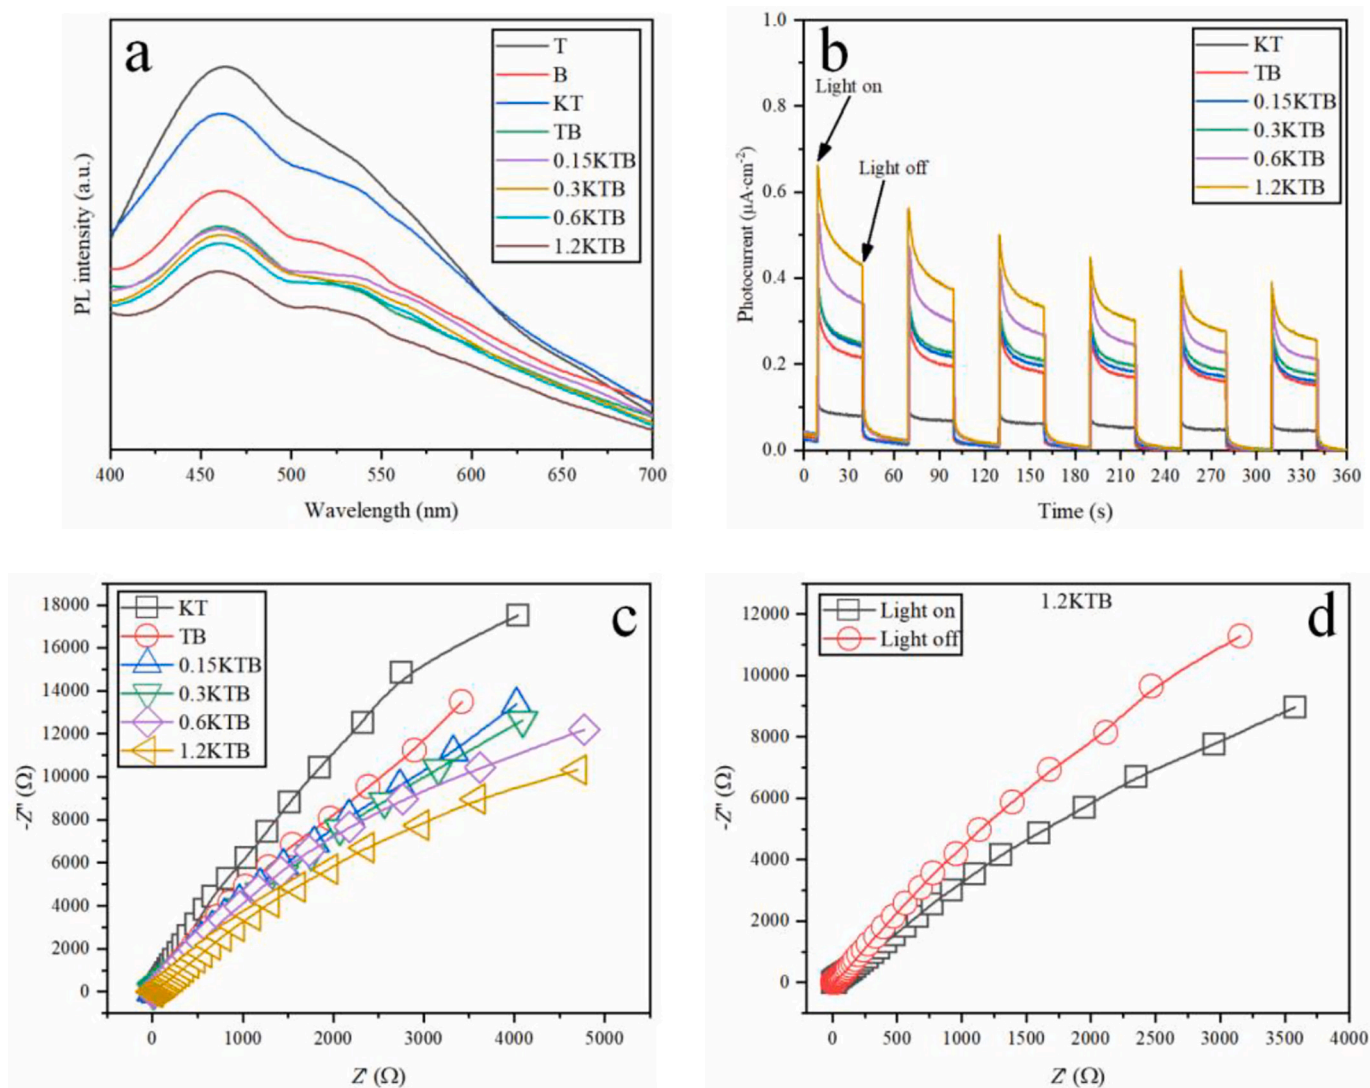 a
T
B
KT
TB
0.15KTB
0.3KTB
0.6KTB
1.2KTB
PL intensity (a.u.)
400 450 500 550 600 650 700
Wavelength (nm)
b
Light on
Light off
KT
TB
0.15KTB
0.3KTB
0.6KTB
1.2KTB
Photocurrent (μA·cm⁻²)
1.0
0.8
0.6
0.4
0.2
0.0
0 30 60 90 120 150 180 210 240 270 300 330 360
Time (s)
c
KT
TB
0.15KTB
0.3KTB
0.6KTB
1.2KTB
-Z'' (Ω)
18000
16000
14000
12000
10000
8000
6000
4000
2000
0
0 1000 2000 3000 4000 5000
Z' (Ω)
d
1.2KTB
Light on
Light off
-Z'' (Ω)
12000
10000
8000
6000
4000
2000
0
0 500 1000 1500 2000 2500 3000 3500 4000
Z' (Ω)